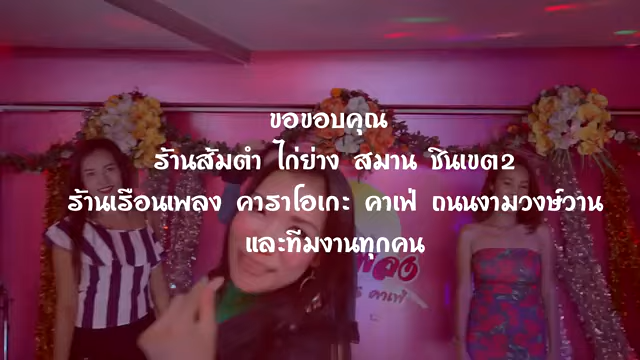 ขอขอบคุณ
ร้านส้มตำ ไก่ย่าง สมาน ชินเขต2
ร้านเรือนเพลง คาราโอเกะ คาเฟ่ ถนนงามวงษ์วาน
และทีมงานทุกคน
คาเฟ่